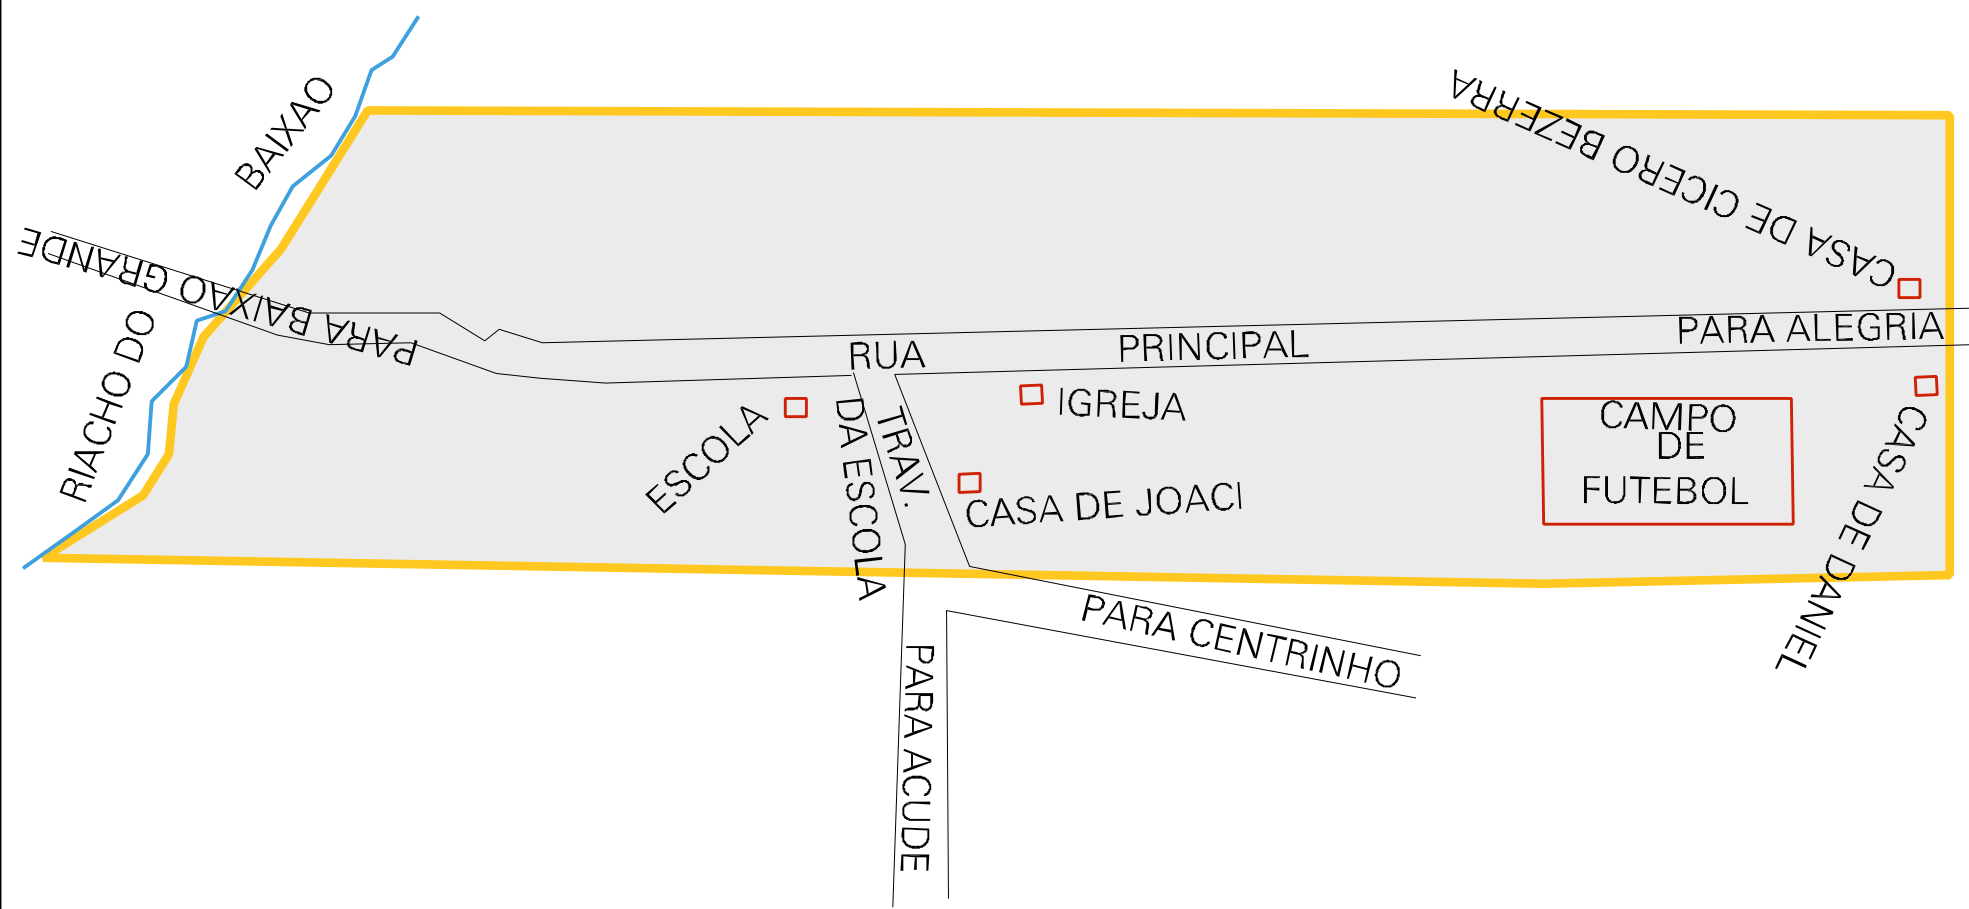 RIACHO DO BAIXAO
PARA BAIXAO GRANDE
CASA DE CICERO BEZERRA
RUA PRINCIPAL
PARA ALEGRIA
ESCOLA
TRAV.
DA ESCOLA
IGREJA
CASA DE JOACI
CAMPO
DE
FUTEBOL
CASA DE DANIEL
PARA CENTRINHO
PARA ACUDE